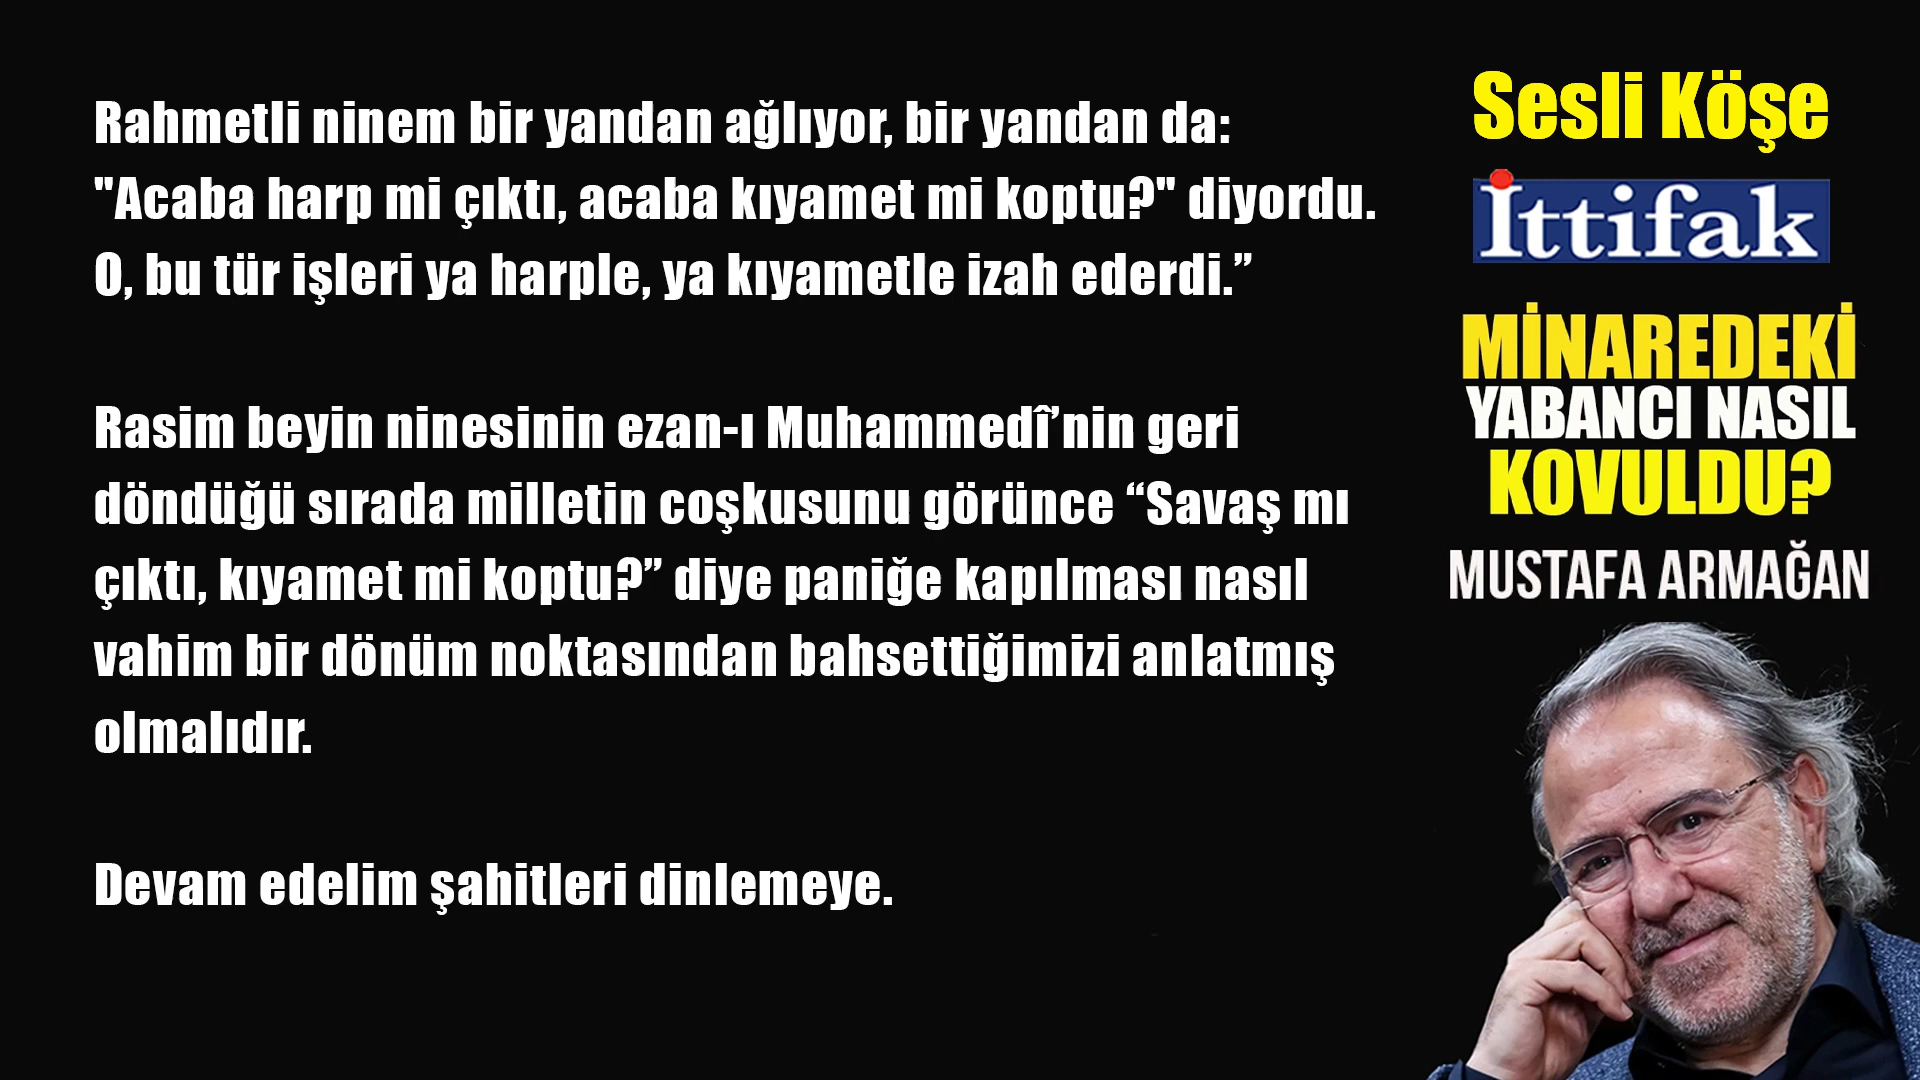 Rahmetli ninem bir yandan ağlıyor, bir yandan da:
"Acaba harp mi çıktı, acaba kıyamet mi koptu?" diyordu.
O, bu tür işleri ya harple, ya kıyametle izah ederdi.”
Rasim beyin ninesinin ezan-ı Muhammedî’nin geri
döndüğü sırada milletin coşkusunu görünce “Savaş mı
çıktı, kıyamet mi koptu?” diye paniğe kapılması nasıl
vahim bir dönüm noktasından bahsettiğimizi anlatmış
olmalıdır.
Devam edelim şahitleri dinlemeye.
Sesli Köşe
İttifak
MİNAREDEKİ
YABANCI NASIL
KOVULDU?
MUSTAFA ARMAĞAN